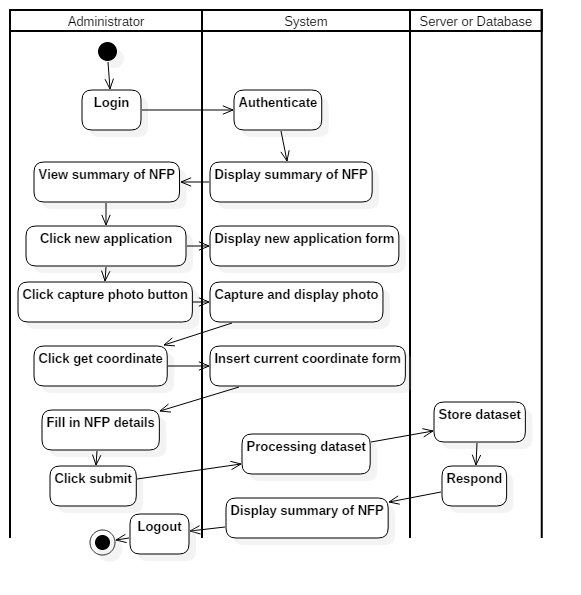 Administrator
System
Server or Database
Login
Authenticate
View summary of NFP
Display summary of NFP
Click new application
Display new application form
Click capture photo button
Capture and display photo
Click get coordinate
Insert current coordinate form
Fill in NFP details
Store dataset
Processing dataset
Click submit
Respond
Display summary of NFP
Logout